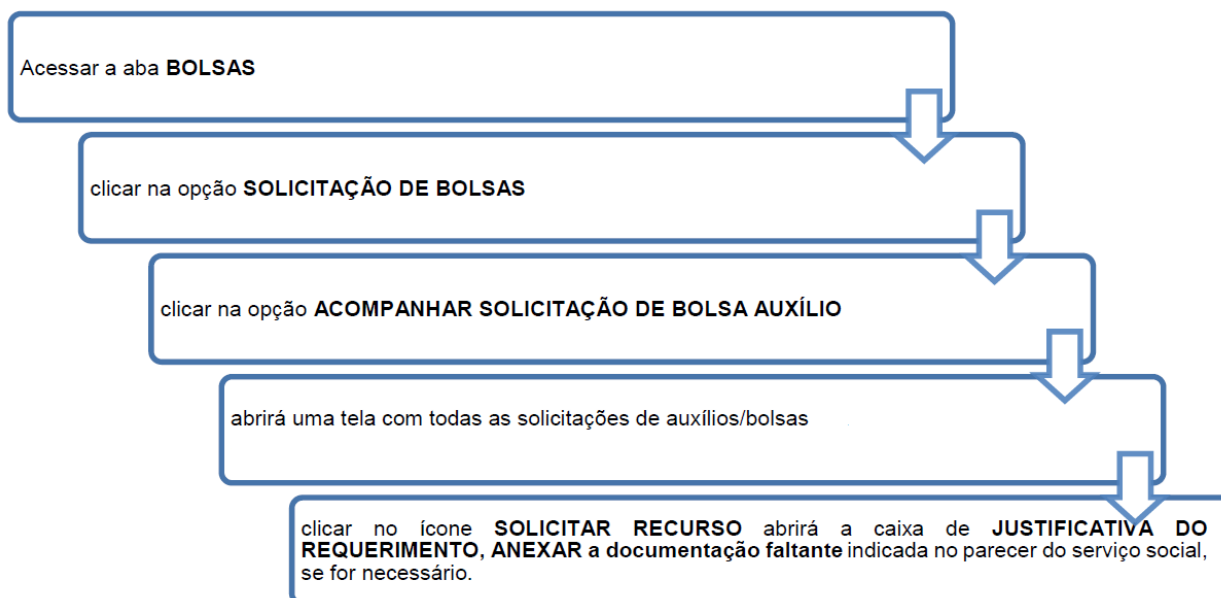 Acessar a aba BOLSAS
clicar na opção SOLICITAÇÃO DE BOLSAS
clicar na opção ACOMPANHAR SOLICITAÇÃO DE BOLSA AUXÍLIO
abrirá uma tela com todas as solicitações de auxílios/bolsas
clicar no ícone SOLICITAR RECURSO abrirá a caixa de JUSTIFICATIVA DO
REQUERIMENTO, ANEXAR a documentação faltante indicada no parecer do serviço social,
se for necessário.